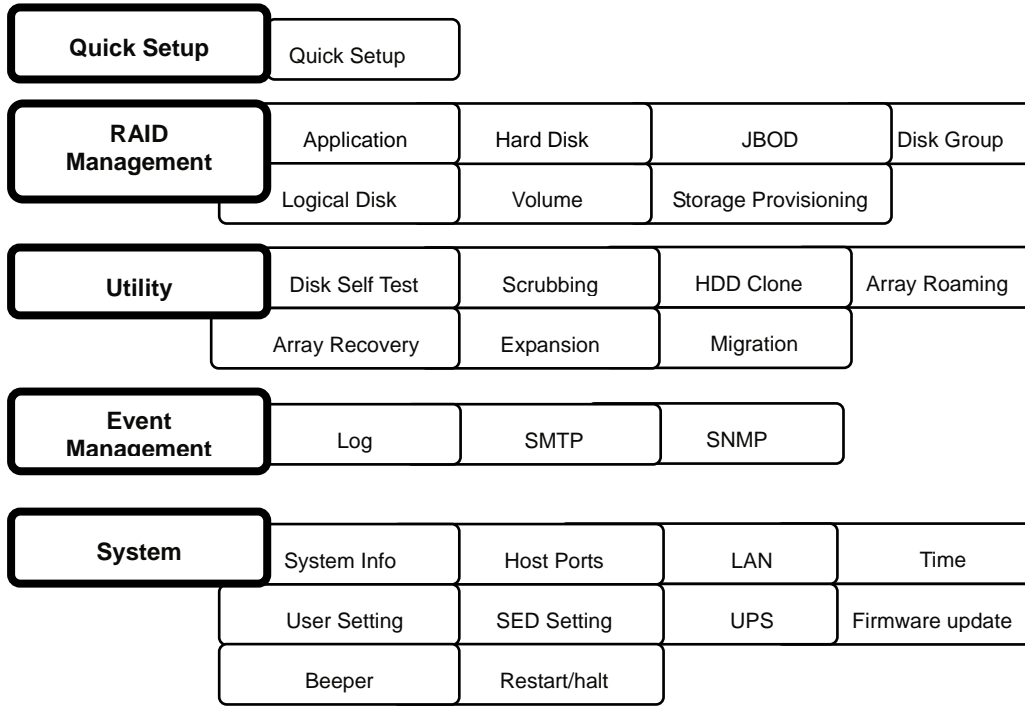 Quick Setup
Quick Setup
RAID
Management
Application
Hard Disk
JBOD
Disk Group
Logical Disk
Volume
Storage Provisioning
Utility
Disk Self Test
Scrubbing
HDD Clone
Array Roaming
Array Recovery
Expansion
Migration
Event
Management
Log
SMTP
SNMP
System
System Info
Host Ports
LAN
Time
User Setting
SED Setting
UPS
Firmware update
Beeper
Restart/halt